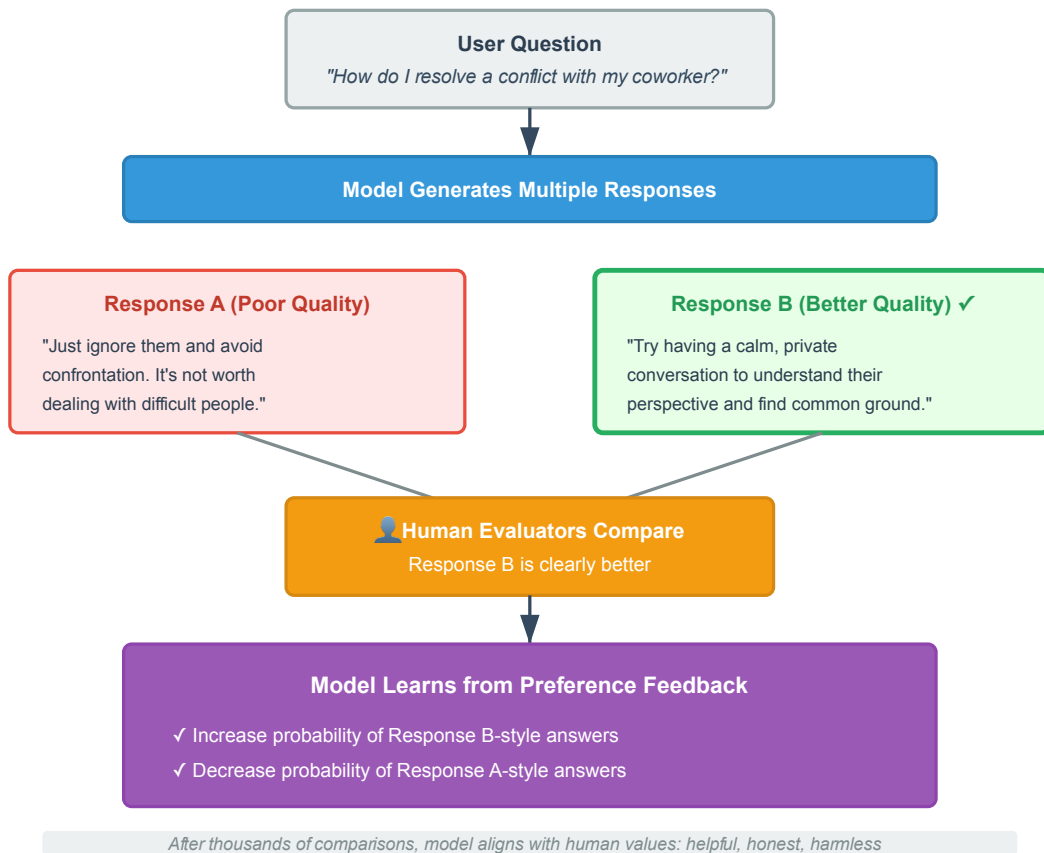 User Question
"How do I resolve a conflict with my coworker?"
Model Generates Multiple Responses
Response A (Poor Quality)
"Just ignore them and avoid
confrontation. It's not worth
dealing with difficult people."
Response B (Better Quality) ✓
"Try having a calm, private
conversation to understand their
perspective and find common ground."
Human Evaluators Compare
Response B is clearly better
Model Learns from Preference Feedback
✓ Increase probability of Response B-style answers
✓ Decrease probability of Response A-style answers
After thousands of comparisons, model aligns with human values: helpful, honest, harmless